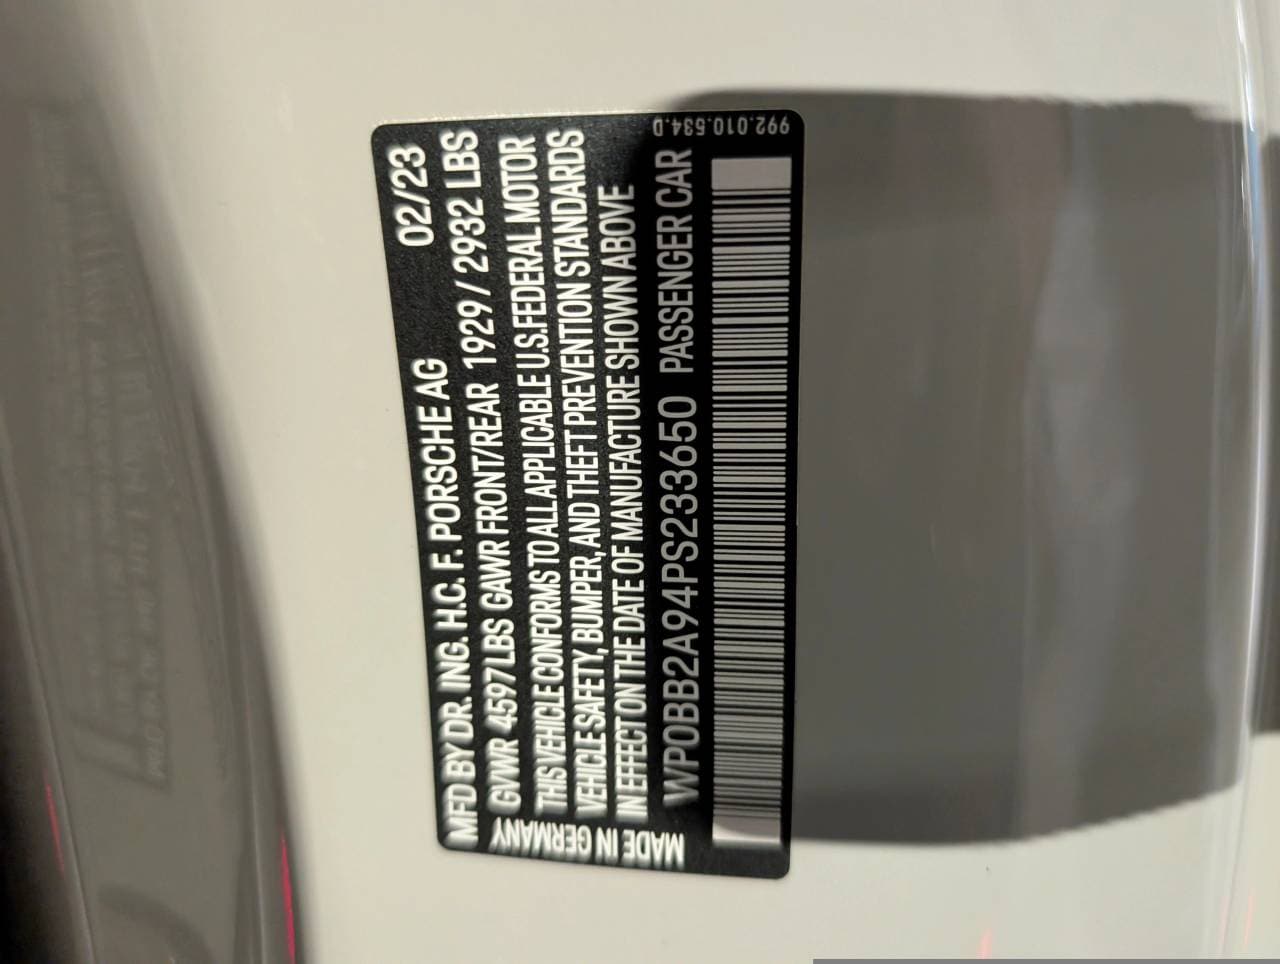 MFD BY DR. ING. H.C. F. PORSCHE AG 02/23
GVWR 4597LBS GAWR FRONT/REAR 1929 / 2932 LBS
THIS VEHICLE CONFORMS TO ALL APPLICABLE U.S. FEDERAL MOTOR
VEHICLE SAFETY, BUMPER, AND THEFT PREVENTION STANDARDS
IN EFFECT ON THE DATE OF MANUFACTURE SHOWN ABOVE
WP0BB2A94PS233650 PASSENGER CAR
MADE IN GERMANY
992.010.534.D